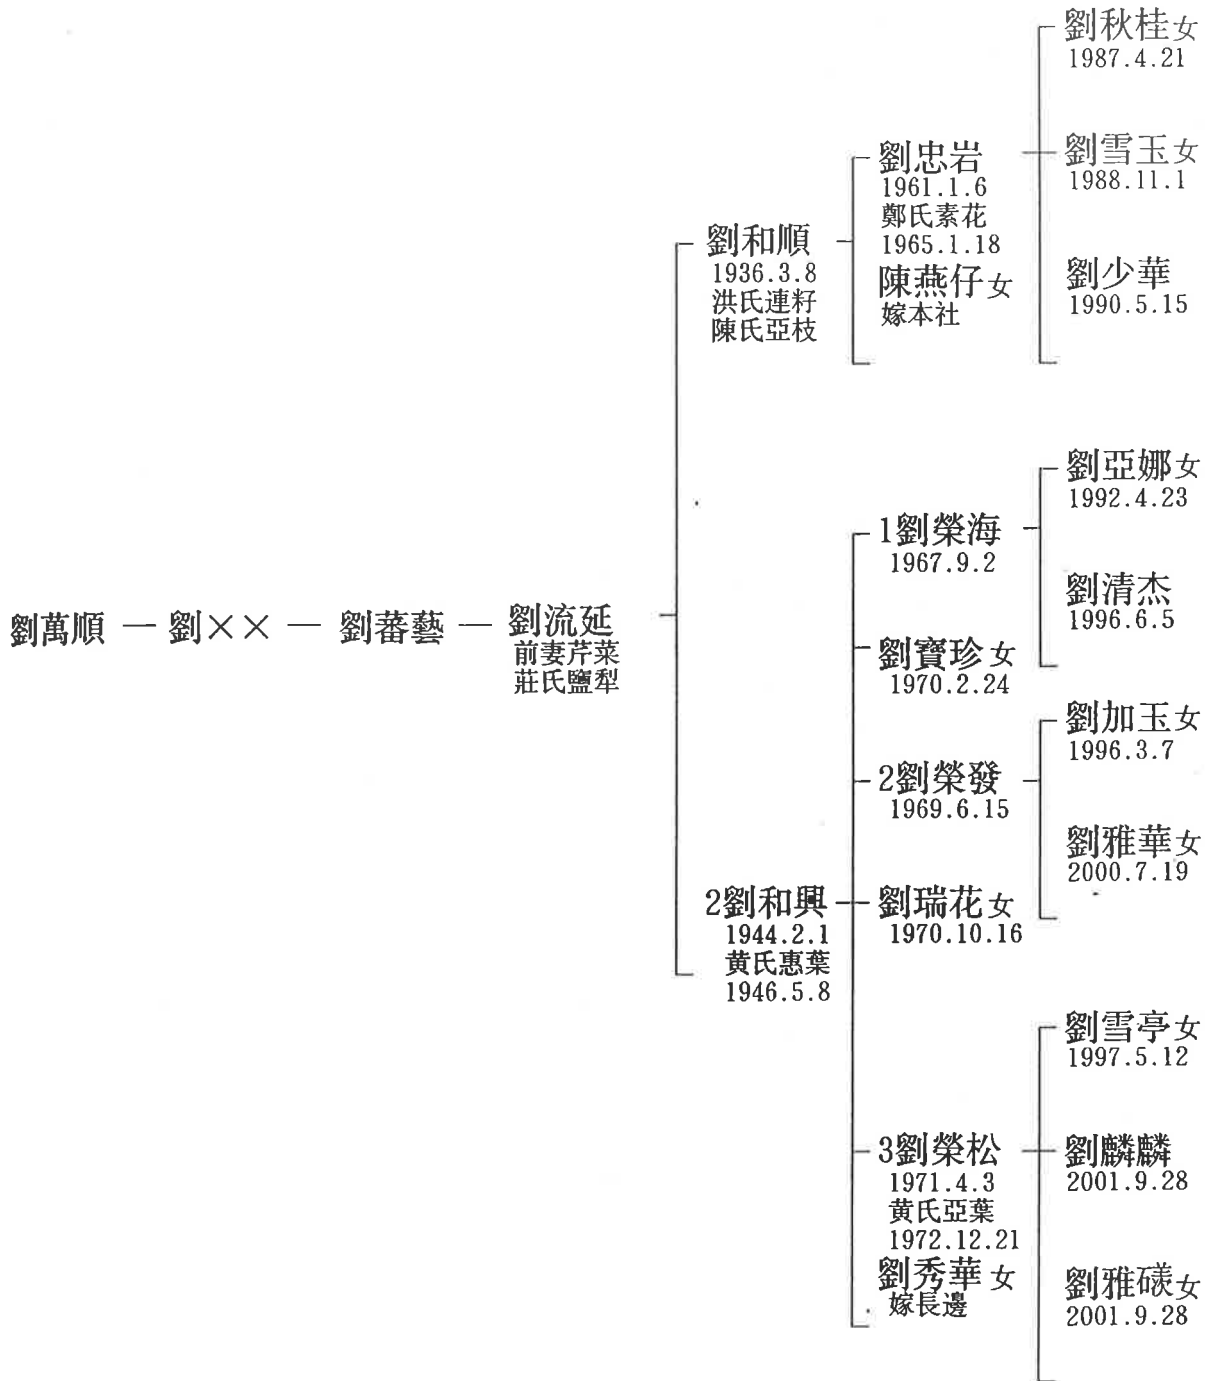 劉萬順 — 劉×× — 劉蕃藝 — 劉流延
前妻芹菜
莊氏鹽犁
劉和順
1936.3.8
洪氏連籽
陳氏亞枝
劉忠岩
1961.1.6
鄭氏素花
1965.1.18
陳燕仔女
嫁本社
劉秋桂女
1987.4.21
劉雪玉女
1988.11.1
劉少華
1990.5.15
2劉和興
1944.2.1
黄氏惠葉
1946.5.8
1劉榮海
1967.9.2
劉亞娜女
1992.4.23
劉清杰
1996.6.5
劉寶珍女
1970.2.24
2劉榮發
1969.6.15
劉加玉女
1996.3.7
劉雅華女
2000.7.19
劉瑞花女
1970.10.16
3劉榮松
1971.4.3
黄氏亞葉
1972.12.21
劉雪亭女
1997.5.12
劉麟麟
2001.9.28
劉雅女
2001.9.28
劉秀華女
嫁長邊